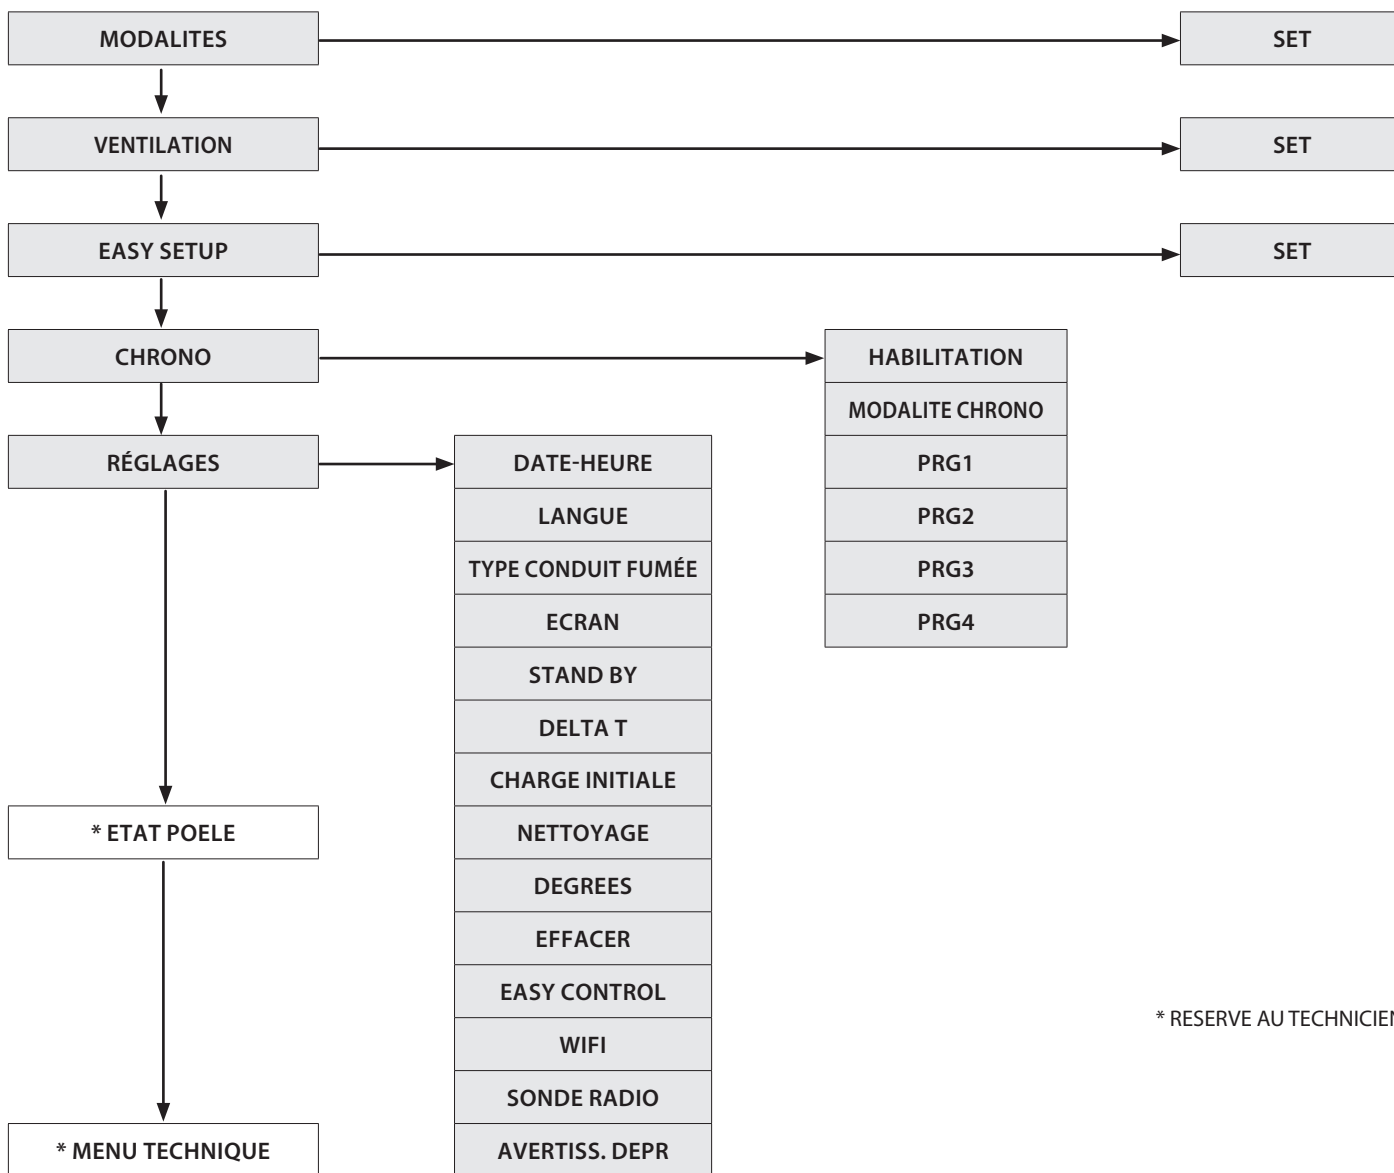 MODALITES
SET
VENTILATION
SET
EASY SETUP
SET
CHRONO
HABILITATION
MODALITE CHRONO
PRG1
PRG2
PRG3
PRG4
RÉGLAGES
DATE-HEURE
LANGUE
TYPE CONDUIT FUMÉE
ECRAN
STAND BY
DELTA T
CHARGE INITIALE
NETTOYAGE
DEGREES
EFFACER
EASY CONTROL
WIFI
SONDE RADIO
AVERTISS. DEPR
* ETAT POELE
* MENU TECHNIQUE
* RESERVE AU TECHNICIEN